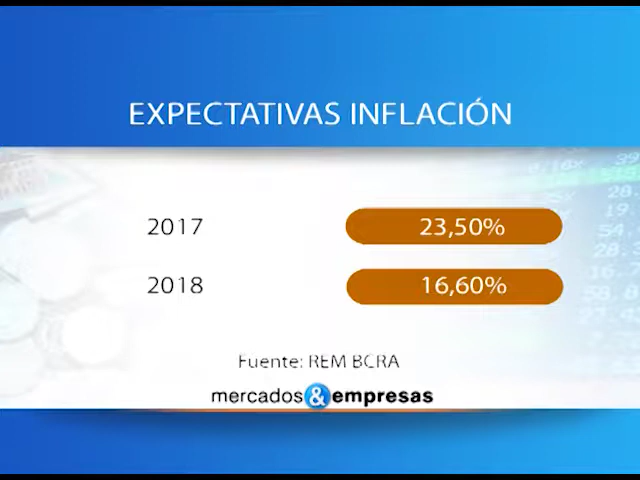 EXPECTATIVAS INFLACIÓN
2017 23,50%
2018 16,60%
Fuente: REM BCRA
mercados&empresas